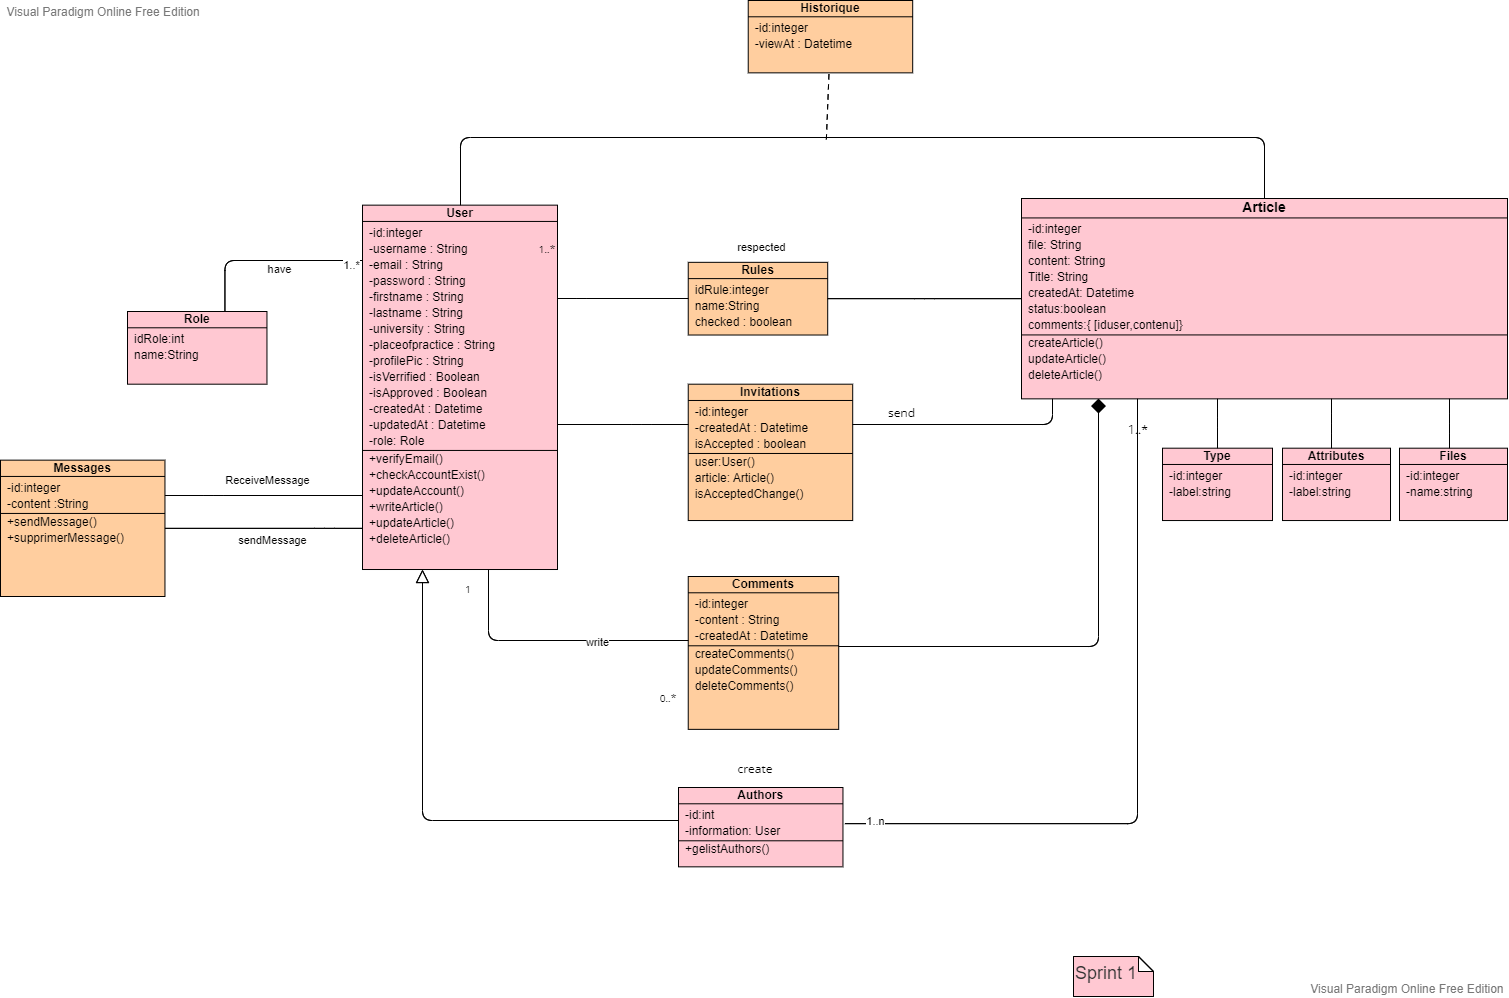 Visual Paradigm Online Free Edition
Historique
-id:integer
-viewAt : Datetime
User
-id:integer
-username : String
-email : String
-password : String
-firstname : String
-lastname : String
-university : String
-placeofpractice : String
-profilePic : String
-isVerrified : Boolean
-isApproved : Boolean
-createdAt : Datetime
-updatedAt : Datetime
-role: Role
+verifyEmail()
+checkAccountExist()
+updateAccount()
+writeArticle()
+updateArticle()
+deleteArticle()
1..*
1..*
have
Role
idRole:int
name:String
respected
Rules
idRule:integer
name:String
checked : boolean
Article
-id:integer
file: String
content: String
Title: String
createdAt: Datetime
status:boolean
comments:{ [iduser,contenu]}
createArticle()
updateArticle()
deleteArticle()
Invitations
-id:integer
-createdAt : Datetime
isAccepted : boolean
user:User()
article: Article()
isAcceptedChange()
send
1..*
Type
-id:integer
-label:string
Attributes
-id:integer
-label:string
Files
-id:integer
-name:string
Messages
-id:integer
-content :String
+sendMessage()
+supprimerMessage()
ReceiveMessage
sendMessage
1
write
0..*
Comments
-id:integer
-content : String
-createdAt : Datetime
createComments()
updateComments()
deleteComments()
create
Authors
-id:int
-information: User
+gelistAuthors()
1..n
Sprint 1
Visual Paradigm Online Free Edition